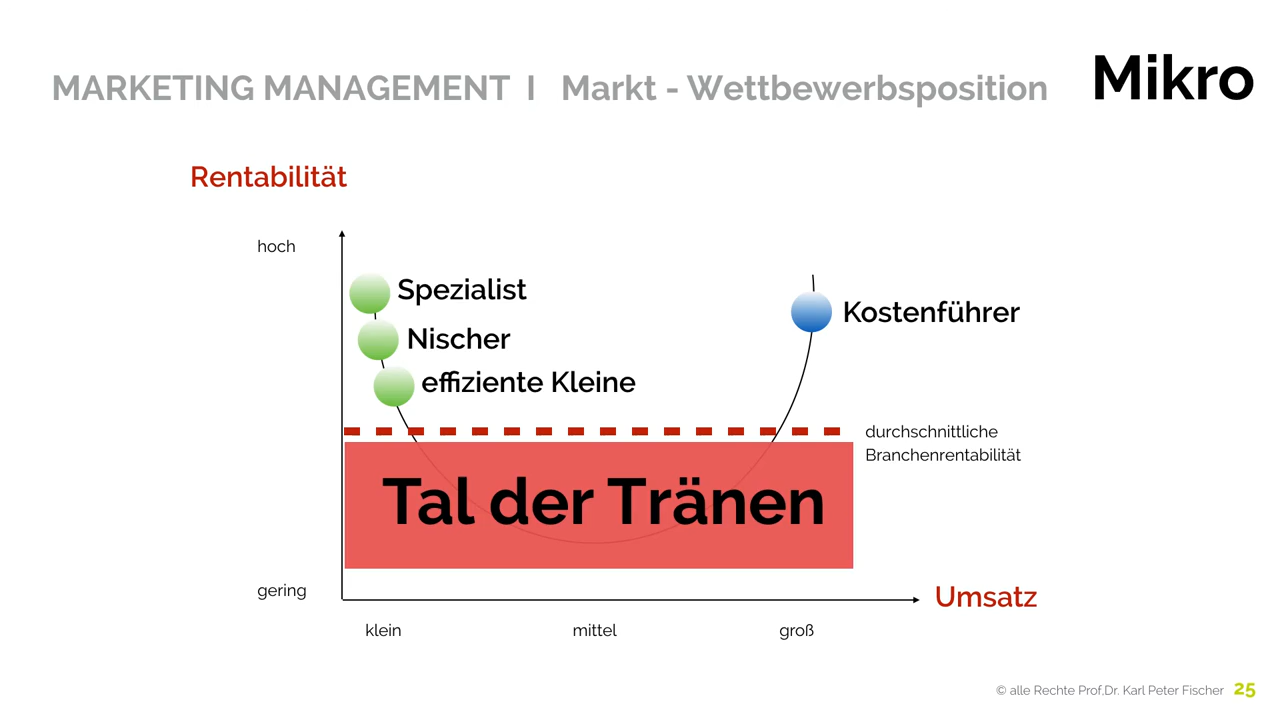 MARKETING MANAGEMENT I Markt - Wettbewerbsposition
Mikro
Rentabilität
hoch
Spezialist
Nischer
effiziente Kleine
Kostenführer
durchschnittliche
Branchenrentabilität
Tal der Tränen
gering
Umsatz
klein
mittel
groß
© alle Rechte Prof.Dr. Karl Peter Fischer 25